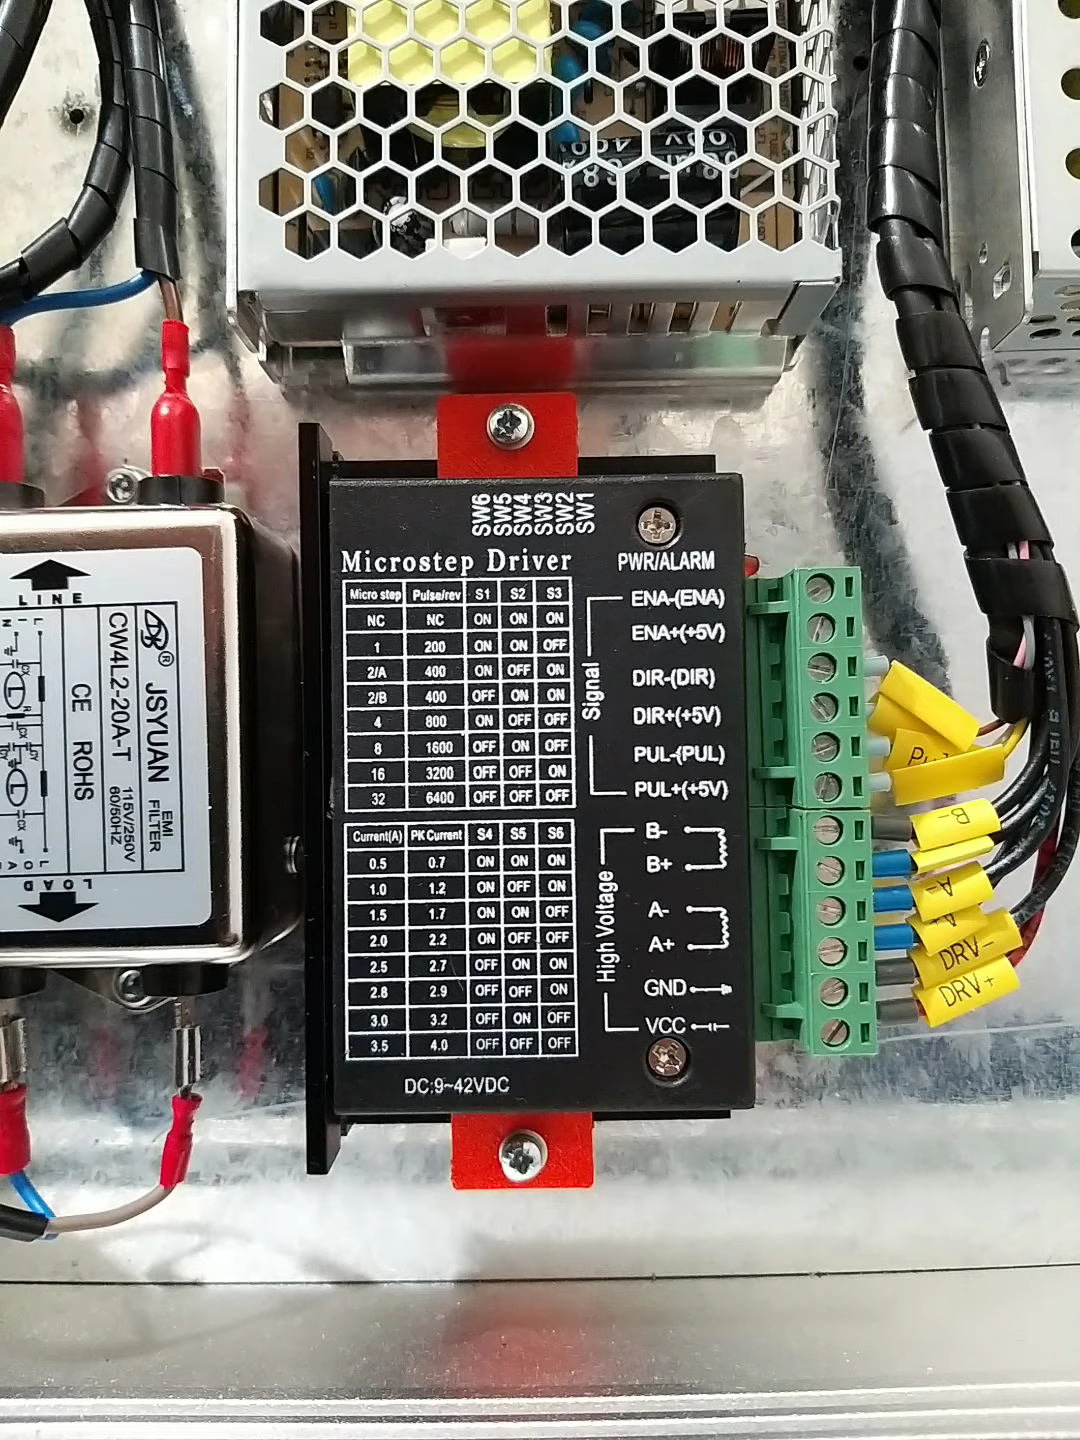 400V
SW6
SW5
SW4
SW3
SW2
SW1
Microstep Driver
PWR/ALARM
Micro step Pulse/rev S1 S2 S3
NC NC ON ON ON
1 200 ON ON OFF
2/A 400 ON OFF ON
2/B 400 OFF ON ON
4 800 ON OFF OFF
8 1600 OFF ON OFF
16 3200 OFF OFF ON
32 6400 OFF OFF OFF
Current(A) PK Current S4 S5 S6
0.5 0.7 ON ON ON
1.0 1.2 ON OFF ON
1.5 1.7 ON ON OFF
2.0 2.2 ON OFF OFF
2.5 2.7 OFF ON ON
2.8 2.9 OFF OFF ON
3.0 3.2 OFF ON OFF
3.5 4.0 OFF OFF OFF
DC:9~42VDC
Signal
ENA-(ENA)
ENA+(+5V)
DIR-(DIR)
DIR+(+5V)
PUL-(PUL)
PUL+(+5V)
High Voltage
B-
B+
A-
A+
GND
VCC
B-
A-
A+
DRV-
DRV+
LINE
JSYUAN
EMI
FILTER
CW4L2-20A-T
115V/250V
60/50HZ
CE ROHS
LOAD